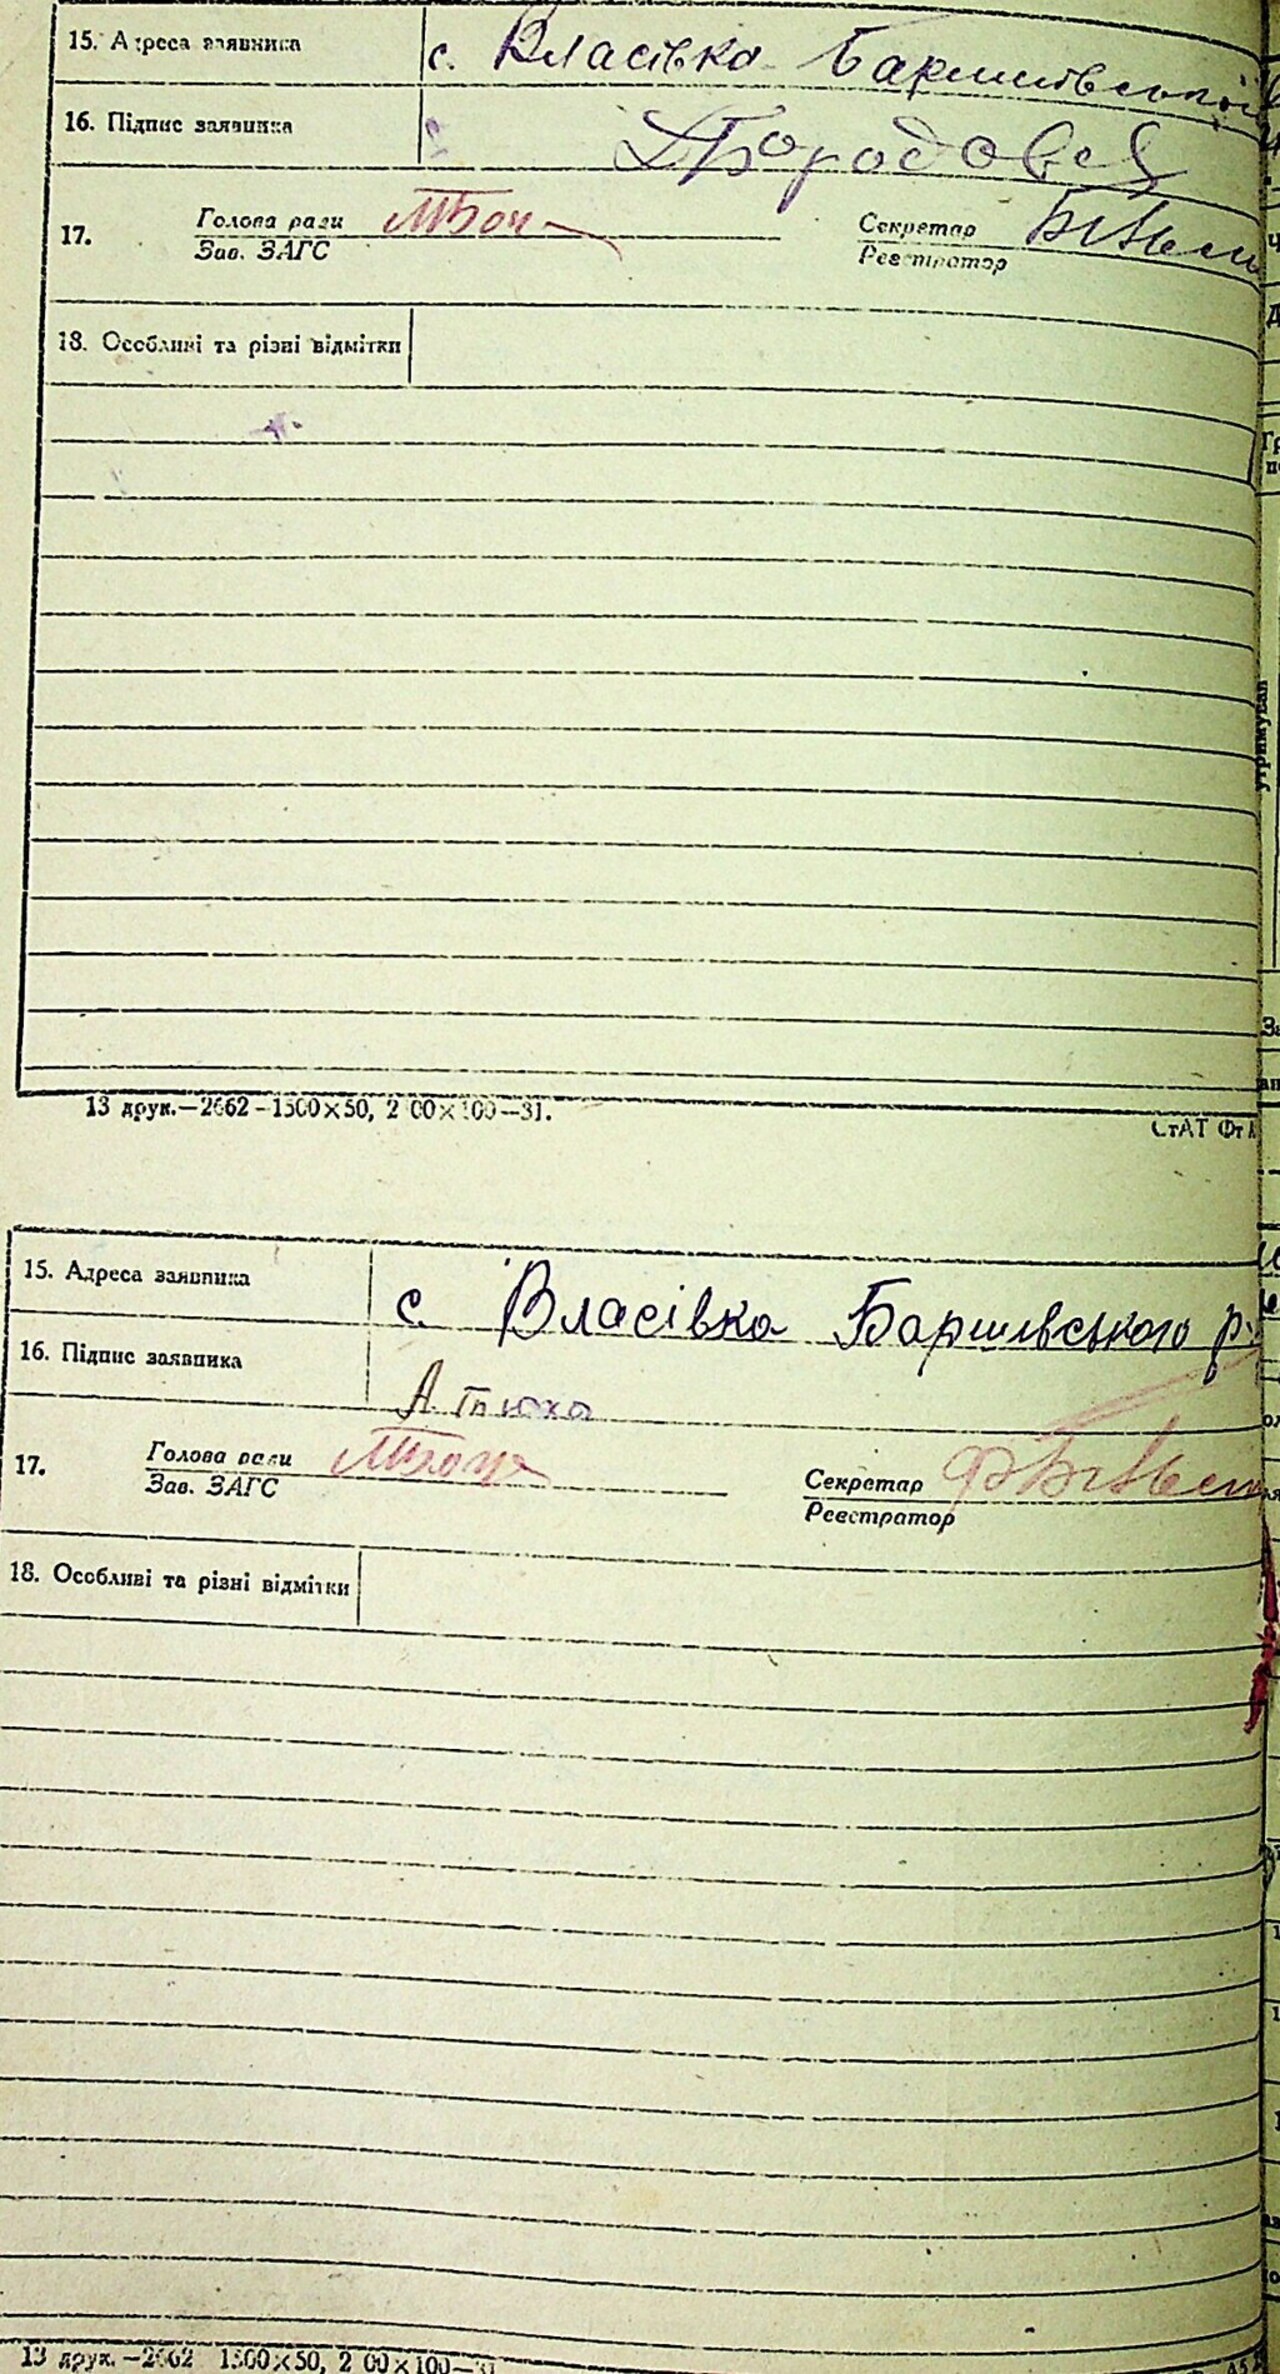 15. Адреса заявника с. Власівка Баришівської
16. Підпис заявника Бородавец
17. Голова ради Секретар
Зав. ЗАГС Реєстратор
18. Особливі та різні відмітки
13 друк.—2662—1500×50, 2 00×100—31.
15. Адреса заявника с. Власівка Баришівського р.
16. Підпис заявника А.
17. Голова ради Секретар
Зав. ЗАГС Реєстратор
18. Особливі та різні відмітки
13 друк.—2662 1500×50, 2 00×100—31